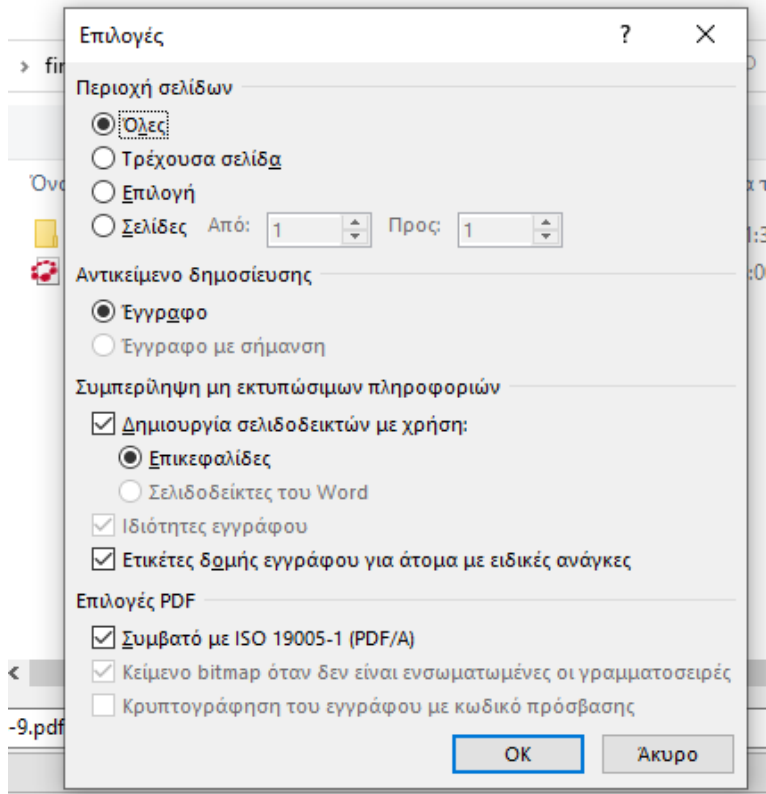 Επιλογές ? ×
Περιοχή σελίδων
Όλες
Τρέχουσα σελίδα
Επιλογή
Σελίδες Από: 1 Προς: 1
Αντικείμενο δημοσίευσης
Έγγραφο
Έγγραφο με σήμανση
Συμπερίληψη μη εκτυπώσιμων πληροφοριών
Δημιουργία σελιδοδεικτών με χρήση:
Επικεφαλίδες
Σελιδοδείκτες του Word
Ιδιότητες εγγράφου
Ετικέτες δομής εγγράφου για άτομα με ειδικές ανάγκες
Επιλογές PDF
Συμβατό με ISO 19005-1 (PDF/A)
Κείμενο bitmap όταν δεν είναι ενσωματωμένες οι γραμματοσειρές
Κρυπτογράφηση του εγγράφου με κωδικό πρόσβασης
-9.pdf
OK Άκυρο